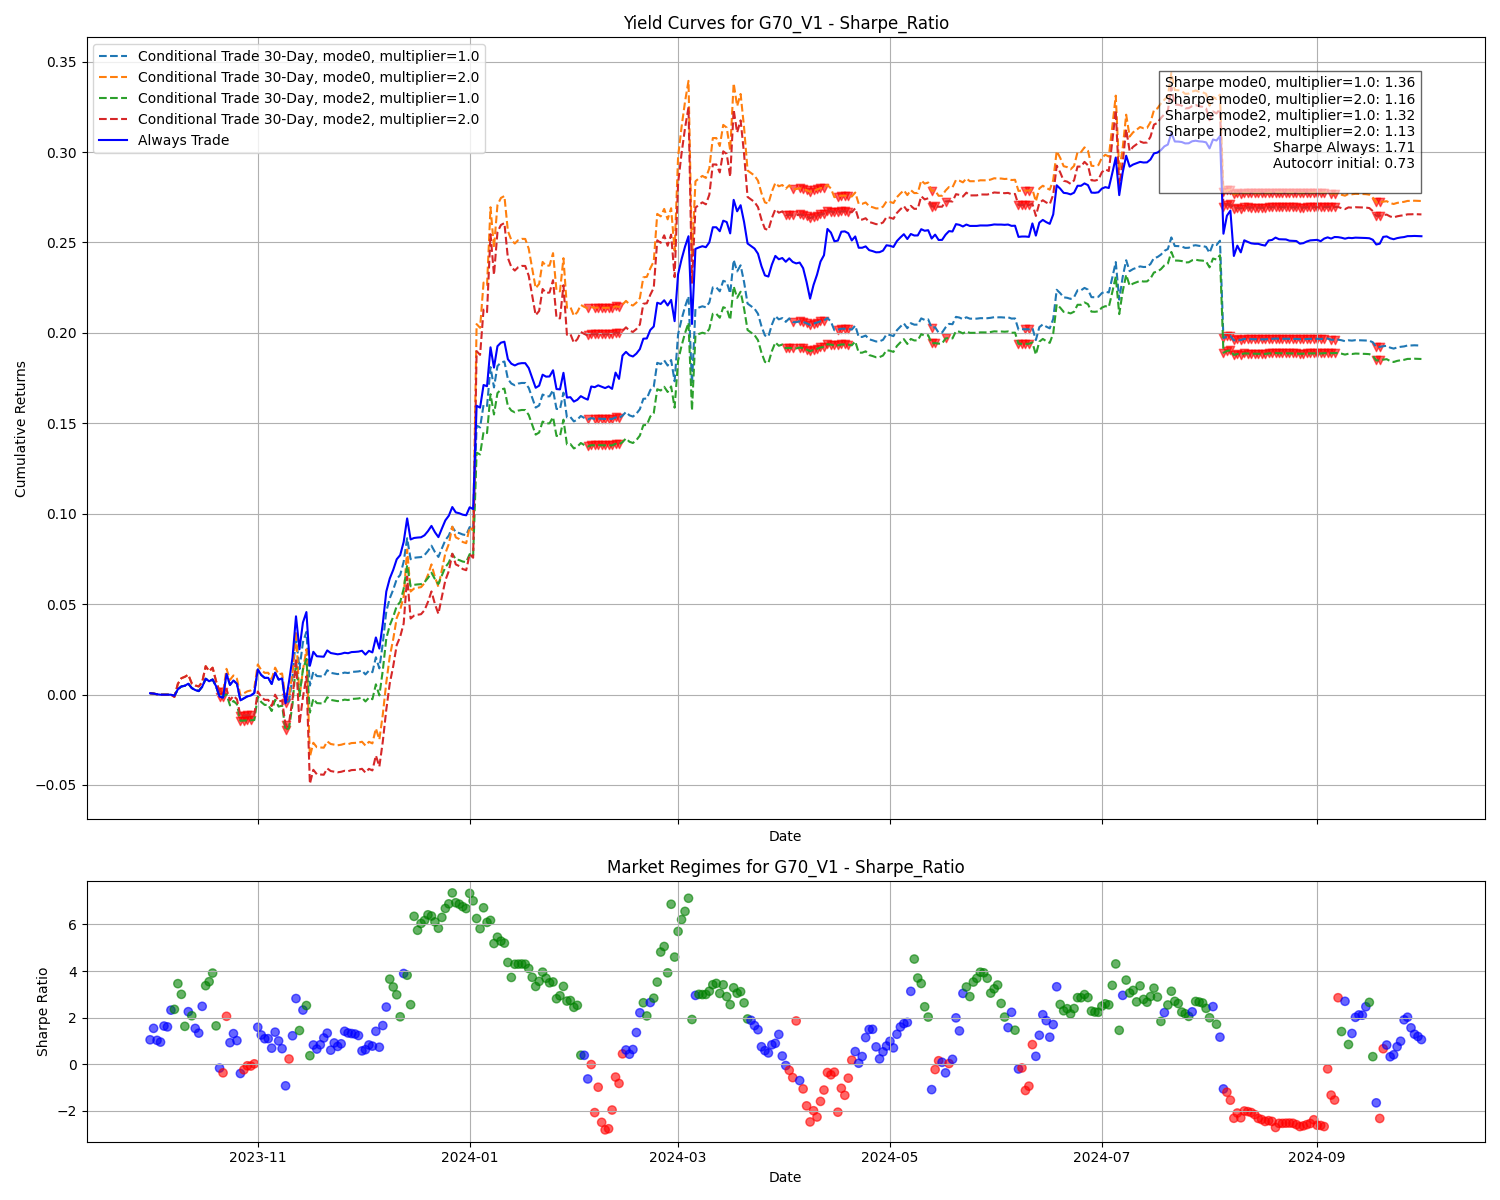 Yield Curves for G70_V1 - Sharpe_Ratio
Conditional Trade 30-Day, mode0, multiplier=1.0
Conditional Trade 30-Day, mode0, multiplier=2.0
Conditional Trade 30-Day, mode2, multiplier=1.0
Conditional Trade 30-Day, mode2, multiplier=2.0
Always Trade
Sharpe mode0, multiplier=1.0: 1.36
Sharpe mode0, multiplier=2.0: 1.16
Sharpe mode2, multiplier=1.0: 1.32
Sharpe mode2, multiplier=2.0: 1.13
Sharpe Always: 1.71
Autocorr initial: 0.73
Cumulative Returns
0.35
0.30
0.25
0.20
0.15
0.10
0.05
0.00
−0.05
Date
Market Regimes for G70_V1 - Sharpe_Ratio
Sharpe Ratio
6
4
2
0
−2
2023-11
2024-01
2024-03
2024-05
2024-07
2024-09
Date